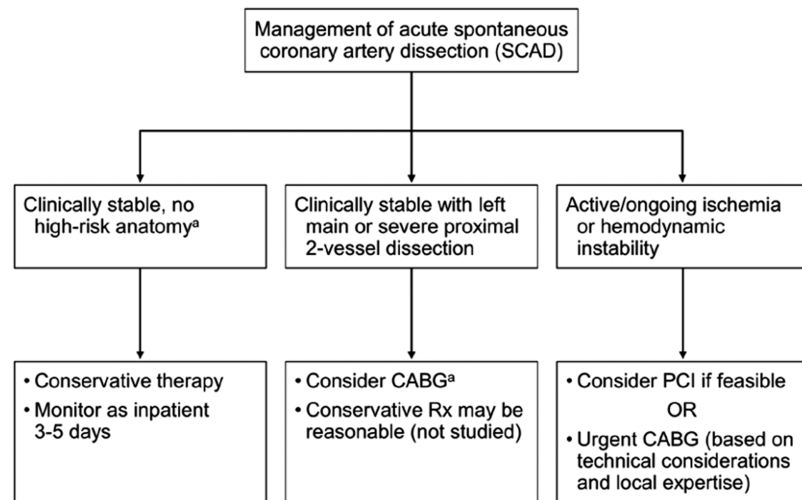 Management of acute spontaneous
coronary artery dissection (SCAD)
Clinically stable, no
high-risk anatomyᵃ
Clinically stable with left
main or severe proximal
2-vessel dissection
Active/ongoing ischemia
or hemodynamic
instability
• Conservative therapy
• Monitor as inpatient
3-5 days
• Consider CABGᵃ
• Conservative Rx may be
reasonable (not studied)
• Consider PCI if feasible
OR
• Urgent CABG (based on
technical considerations
and local expertise)